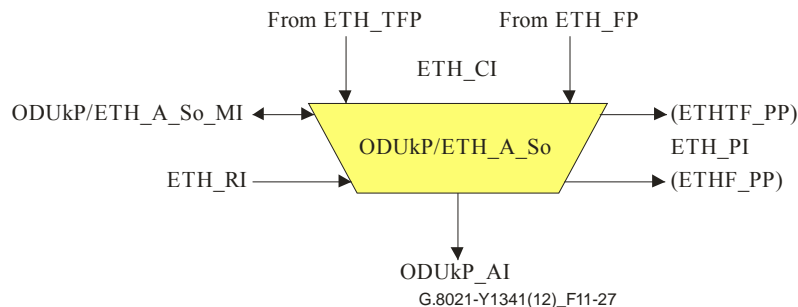 From ETH_TFP From ETH_FP
ETH_CI
ODUkP/ETH_A_So_MI (ETHTF_PP)
ODUkP/ETH_A_So ETH_PI
ETH_RI (ETHF_PP)
ODUkP_AI
G.8021-Y1341(12)_F11-27